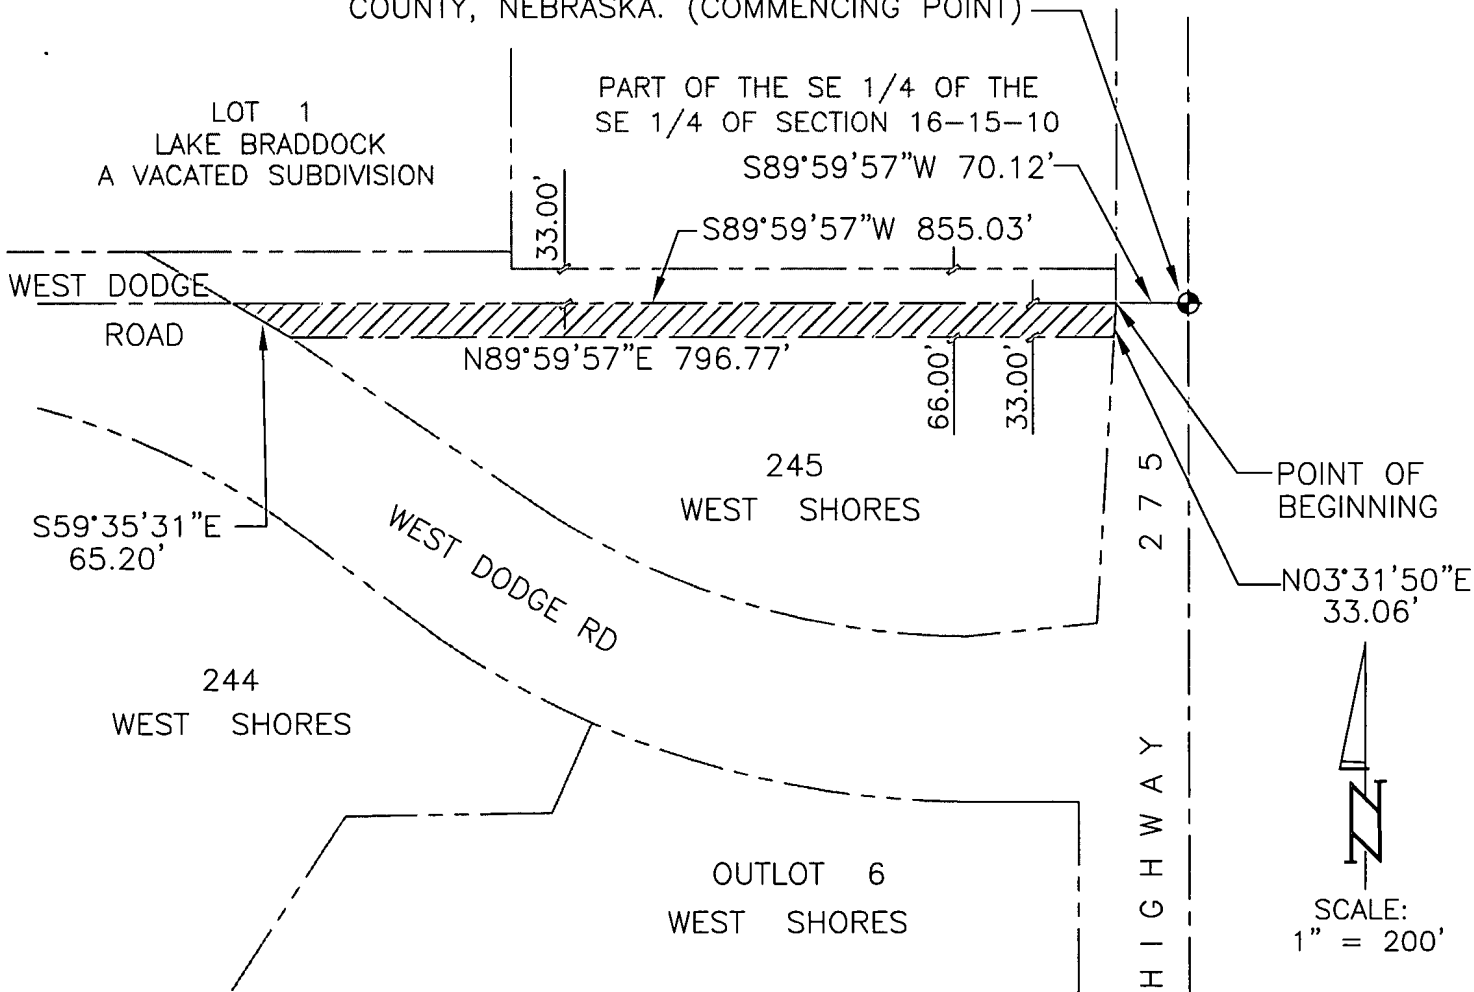 COUNTY, NEBRASKA. (COMMENCING POINT)
PART OF THE SE 1/4 OF THE
SE 1/4 OF SECTION 16-15-10
LOT 1
LAKE BRADDOCK
A VACATED SUBDIVISION
S89°59'57"W 70.12'
33.00'
S89°59'57"W 855.03'
WEST DODGE
ROAD
N89°59'57"E 796.77'
66.00'
33.00'
245
WEST SHORES
POINT OF
BEGINNING
S59°35'31"E
65.20'
WEST DODGE RD
N03°31'50"E
33.06'
244
WEST SHORES
HIGHWAY 275
OUTLOT 6
WEST SHORES
N
SCALE:
1" = 200'